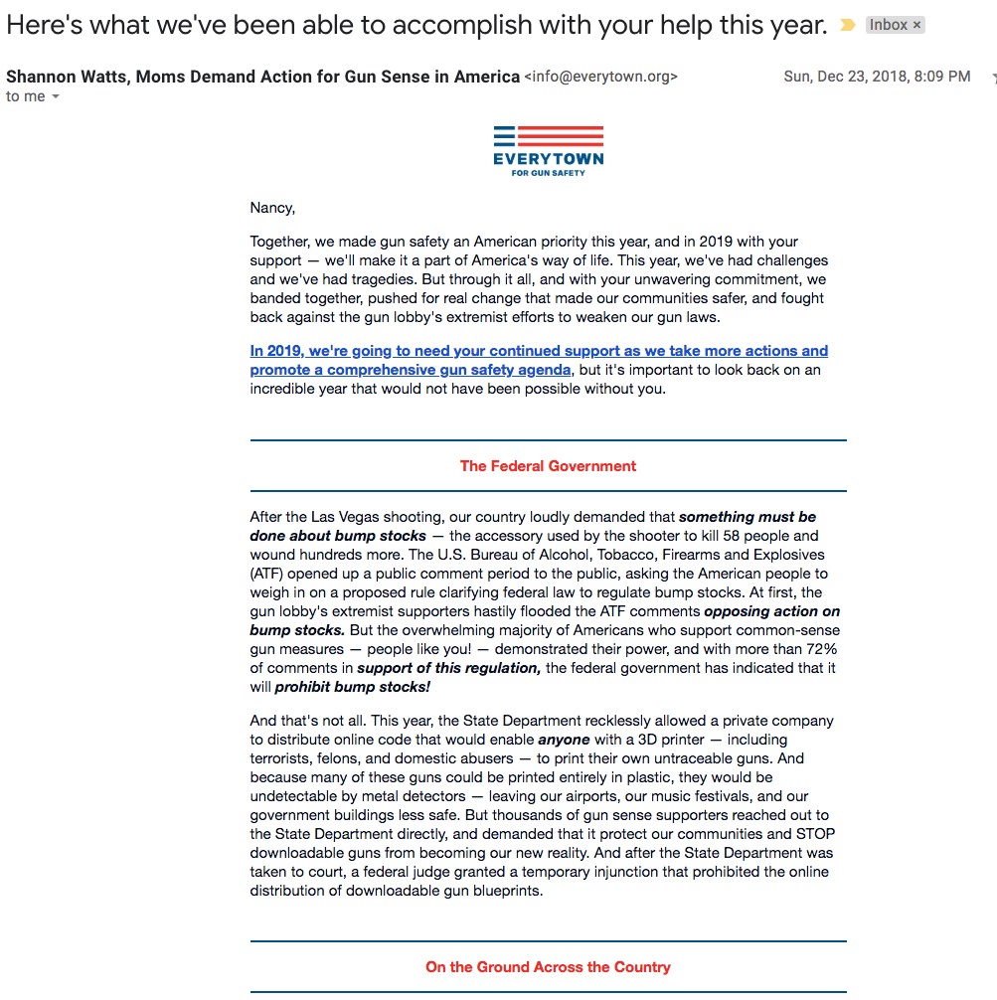 Here's what we've been able to accomplish with your help this year. Inbox ×
Shannon Watts, Moms Demand Action for Gun Sense in America <info@everytown.org> Sun, Dec 23, 2018, 8:09 PM
to me
EVERYTOWN
FOR GUN SAFETY
Nancy,
Together, we made gun safety an American priority this year, and in 2019 with your
support — we'll make it a part of America's way of life. This year, we've had challenges
and we've had tragedies. But through it all, and with your unwavering commitment, we
banded together, pushed for real change that made our communities safer, and fought
back against the gun lobby's extremist efforts to weaken our gun laws.
In 2019, we're going to need your continued support as we take more actions and
promote a comprehensive gun safety agenda, but it's important to look back on an
incredible year that would not have been possible without you.
The Federal Government
After the Las Vegas shooting, our country loudly demanded that something must be
done about bump stocks — the accessory used by the shooter to kill 58 people and
wound hundreds more. The U.S. Bureau of Alcohol, Tobacco, Firearms and Explosives
(ATF) opened up a public comment period to the public, asking the American people to
weigh in on a proposed rule clarifying federal law to regulate bump stocks. At first, the
gun lobby's extremist supporters hastily flooded the ATF comments opposing action on
bump stocks. But the overwhelming majority of Americans who support common-sense
gun measures — people like you! — demonstrated their power, and with more than 72%
of comments in support of this regulation, the federal government has indicated that it
will prohibit bump stocks!
And that's not all. This year, the State Department recklessly allowed a private company
to distribute online code that would enable anyone with a 3D printer — including
terrorists, felons, and domestic abusers — to print their own untraceable guns. And
because many of these guns could be printed entirely in plastic, they would be
undetectable by metal detectors — leaving our airports, our music festivals, and our
government buildings less safe. But thousands of gun sense supporters reached out to
the State Department directly, and demanded that it protect our communities and STOP
downloadable guns from becoming our new reality. And after the State Department was
taken to court, a federal judge granted a temporary injunction that prohibited the online
distribution of downloadable gun blueprints.
On the Ground Across the Country